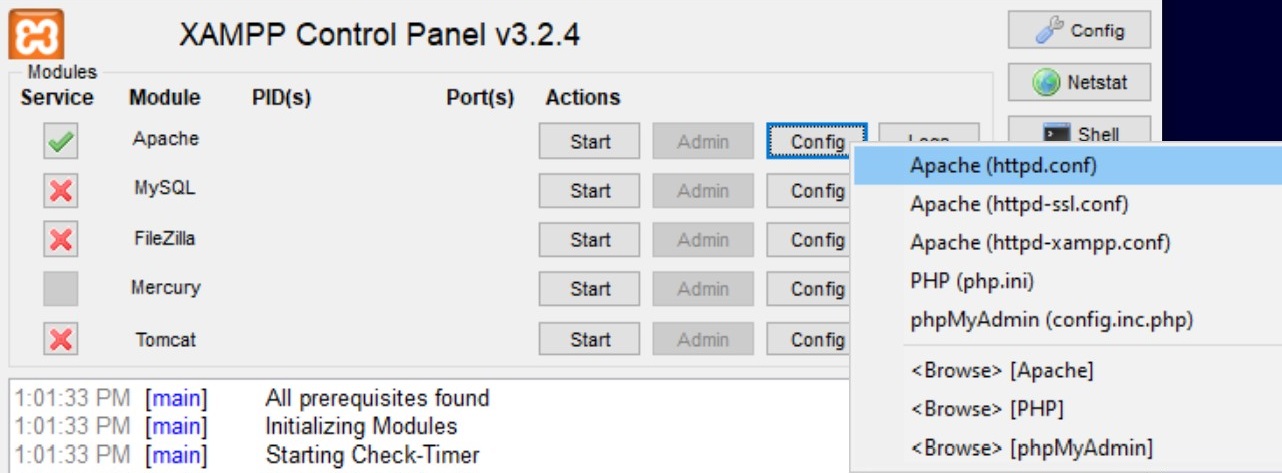 XAMPP Control Panel v3.2.4
Config
Modules
Netstat
Service Module PID(s) Port(s) Actions
Shell
Apache Start Admin Config
Apache (httpd.conf)
MySQL Start Admin Config
Apache (httpd-ssl.conf)
FileZilla Start Admin Config
Apache (httpd-xampp.conf)
Mercury Start Admin Config
PHP (php.ini)
phpMyAdmin (config.inc.php)
Tomcat Start Admin Config
<Browse> [Apache]
<Browse> [PHP]
<Browse> [phpMyAdmin]
1:01:33 PM [main] All prerequisites found
1:01:33 PM [main] Initializing Modules
1:01:33 PM [main] Starting Check-Timer